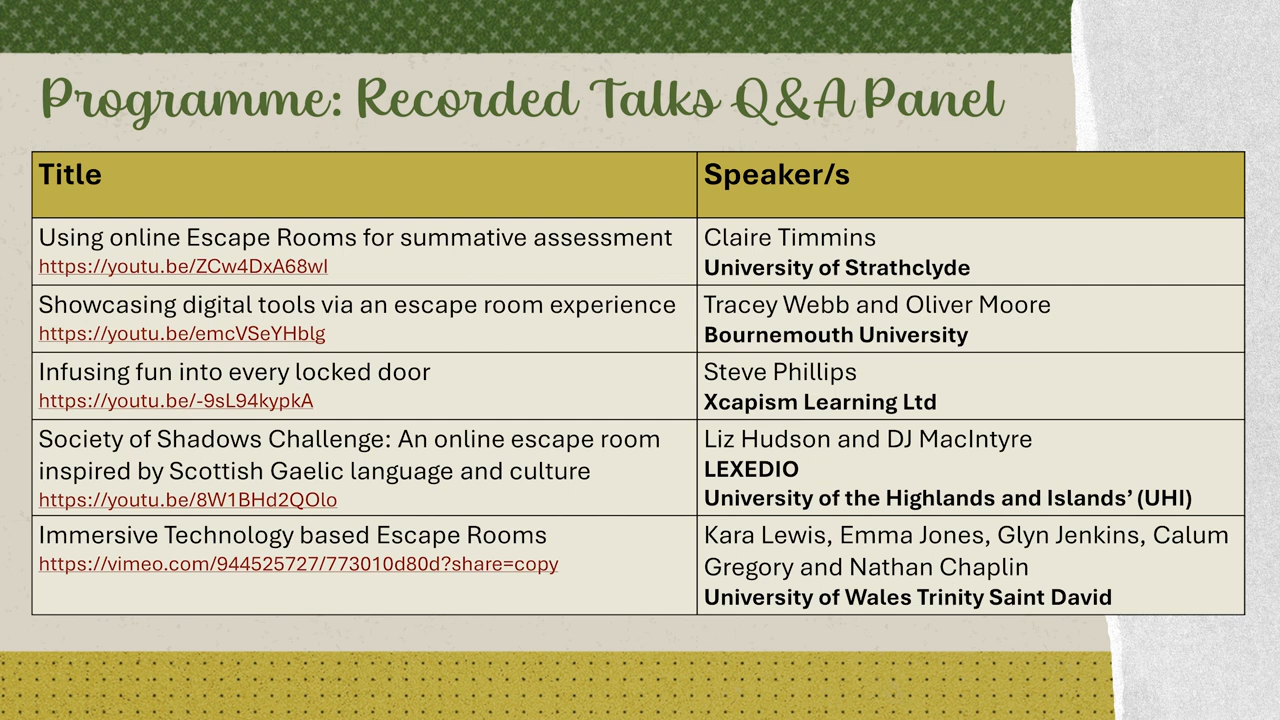 Programme: Recorded Talks Q&A Panel
Title
Speaker/s
Using online Escape Rooms for summative assessment
https://youtu.be/ZCw4DxA68wI
Claire Timmins
University of Strathclyde
Showcasing digital tools via an escape room experience
https://youtu.be/emcVSeYHblg
Tracey Webb and Oliver Moore
Bournemouth University
Infusing fun into every locked door
https://youtu.be/-9sL94kypkA
Steve Phillips
Xcapism Learning Ltd
Society of Shadows Challenge: An online escape room
inspired by Scottish Gaelic language and culture
https://youtu.be/8W1BHd2QOlo
Liz Hudson and DJ MacIntyre
LEXEDIO
University of the Highlands and Islands’ (UHI)
Immersive Technology based Escape Rooms
https://vimeo.com/944525727/773010d80d?share=copy
Kara Lewis, Emma Jones, Glyn Jenkins, Calum
Gregory and Nathan Chaplin
University of Wales Trinity Saint David